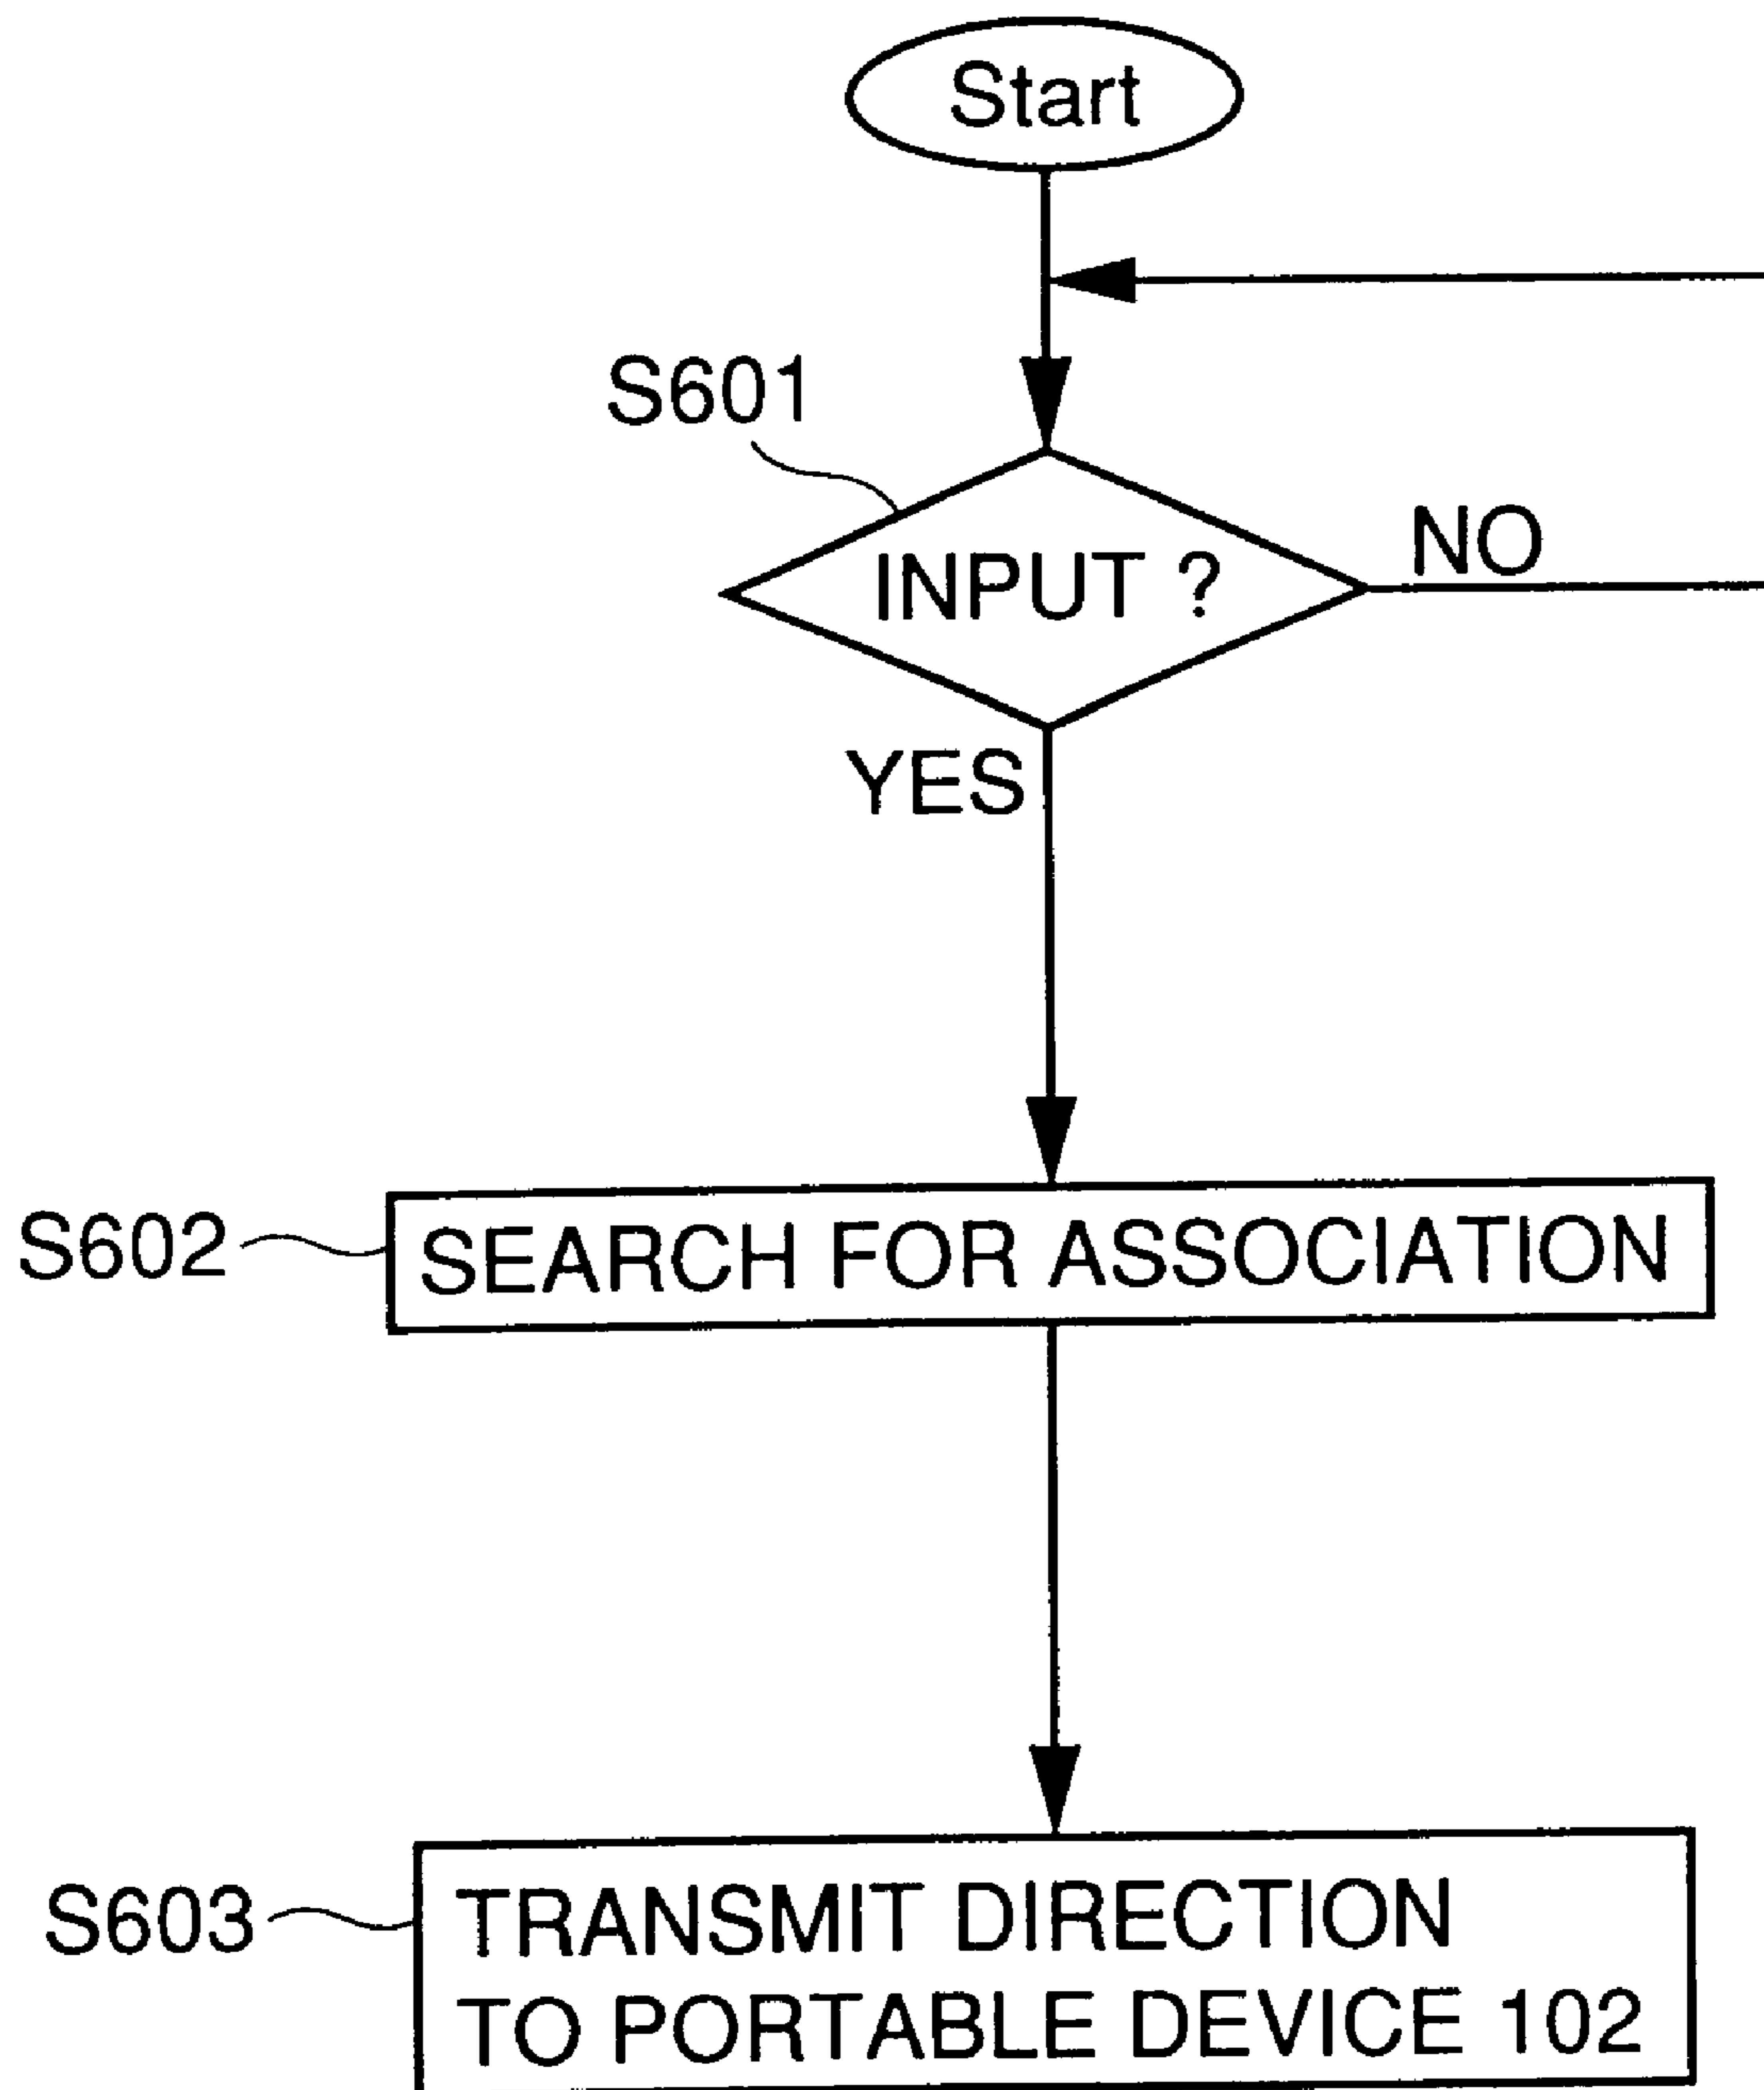 Start
S601
INPUT ?
NO
YES
S602
SEARCH FOR ASSOCIATION
S603
TRANSMIT DIRECTION
TO PORTABLE DEVICE 102